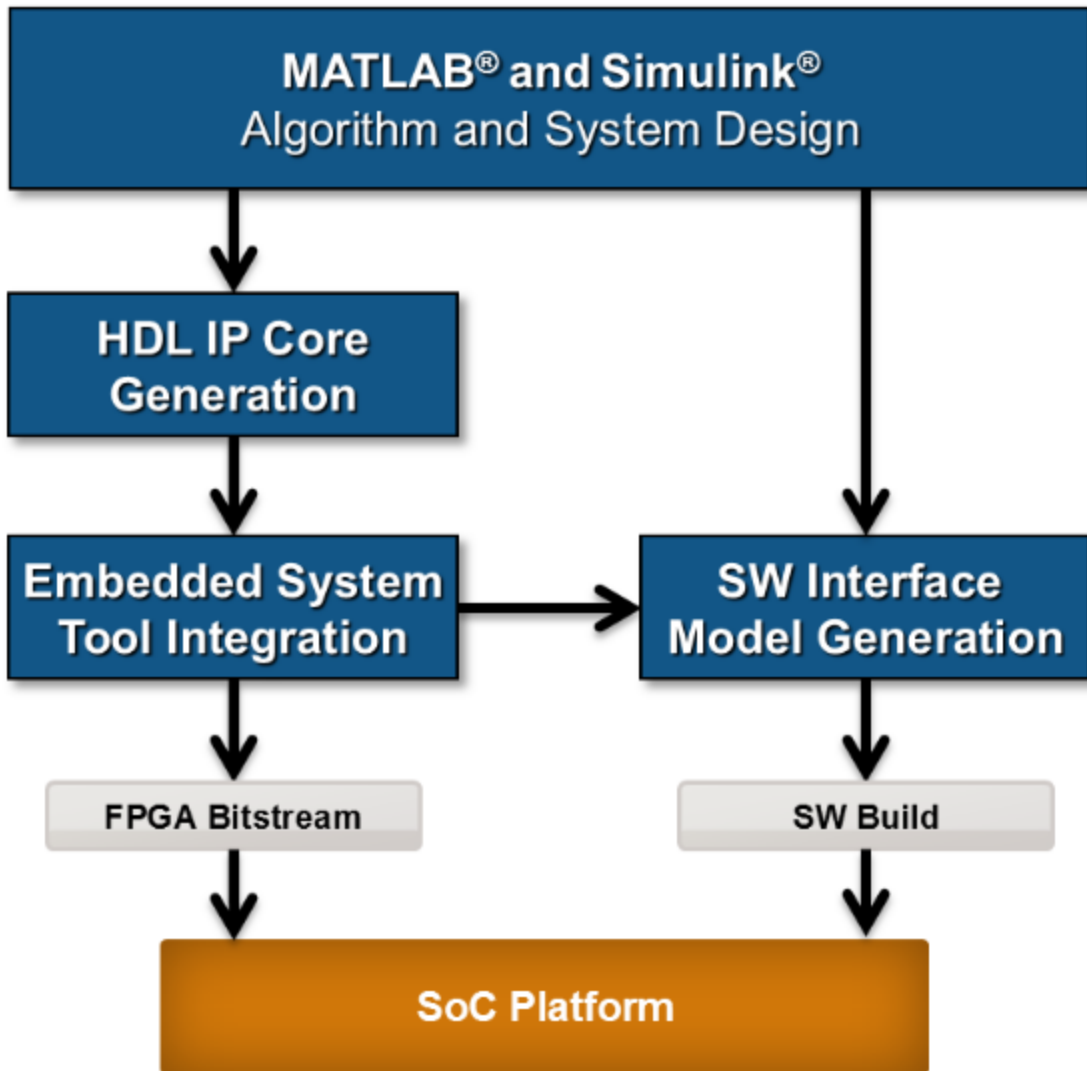 MATLAB® and Simulink®
Algorithm and System Design
HDL IP Core
Generation
Embedded System
Tool Integration
SW Interface
Model Generation
FPGA Bitstream
SW Build
SoC Platform